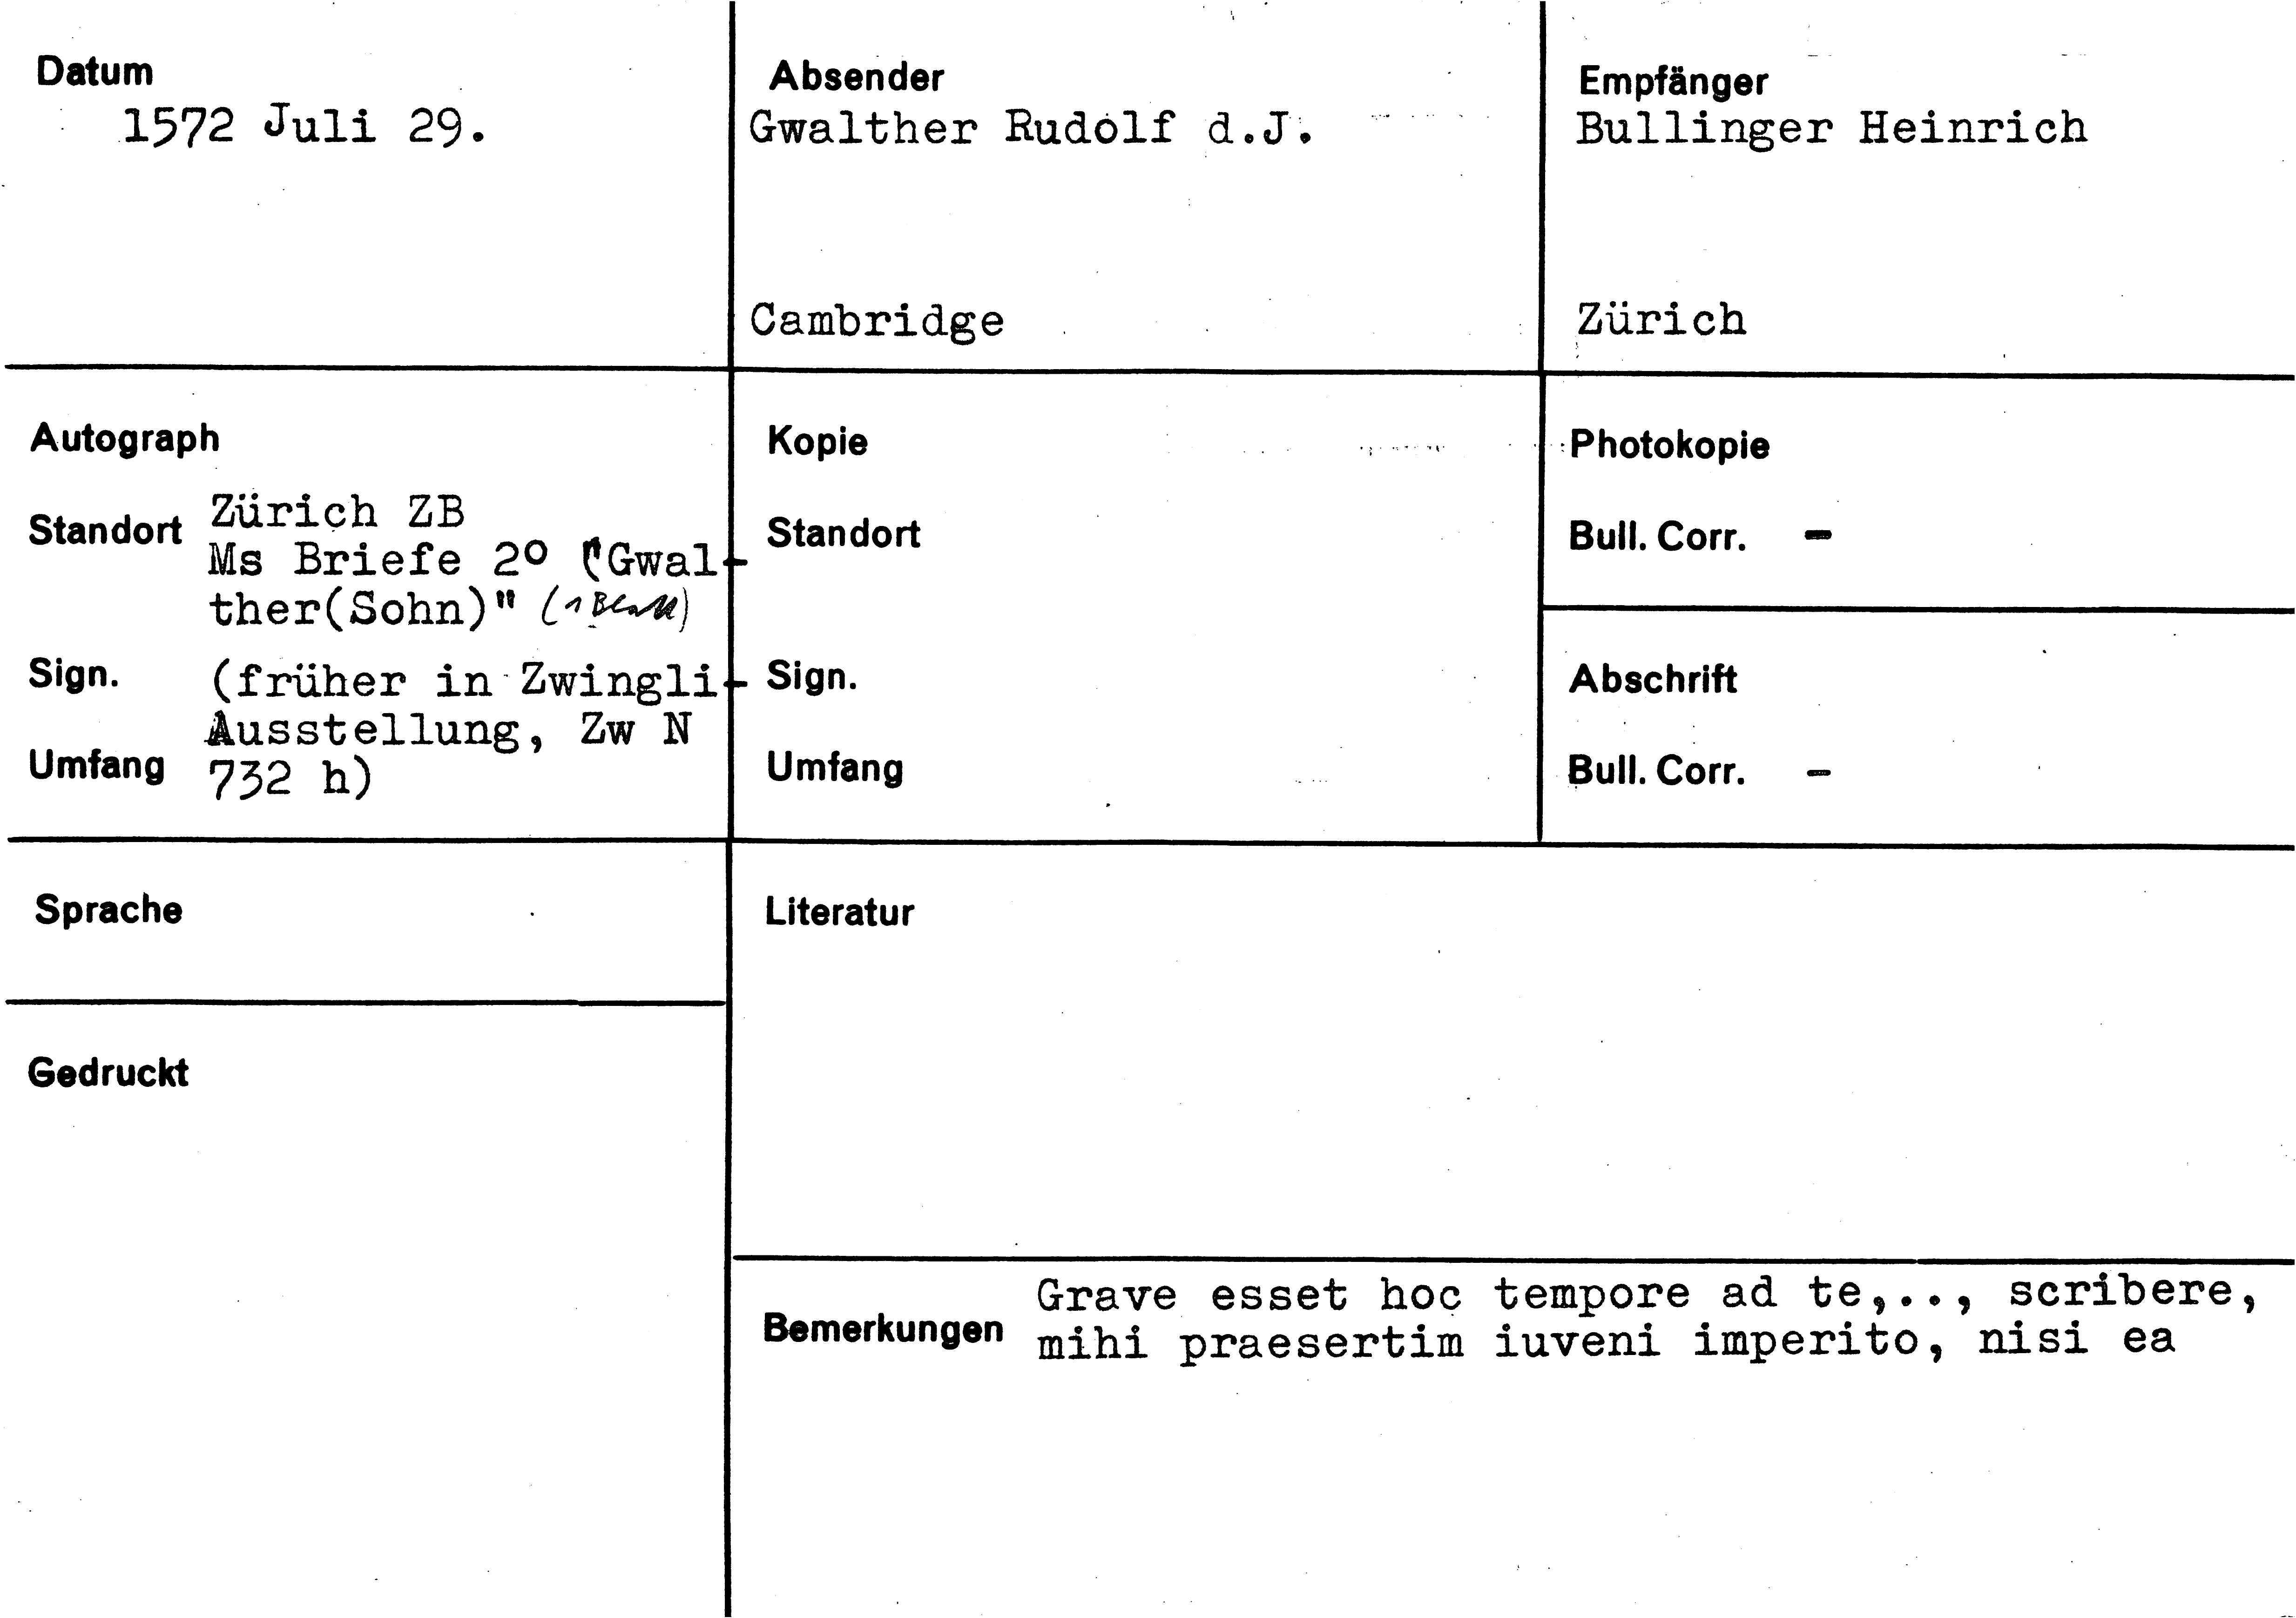 Datum
1572 Juli 29.
Absender
Gwalther Rudolf d.J.
Cambridge
Empfänger
Bullinger Heinrich
Zürich
Autograph
Standort Zürich ZB
Ms Briefe 2° ("Gwal-
ther(Sohn)" (1 Blatt)
Sign. (früher in Zwingli-
Ausstellung, Zw N
Umfang 732 h)
Kopie
Standort
Sign.
Umfang
Photokopie
Bull. Corr. -
Abschrift
Bull. Corr. -
Sprache
Gedruckt
Literatur
Bemerkungen
Grave esset hoc tempore ad te,.., scribere,
mihi praesertim iuveni imperito, nisi ea